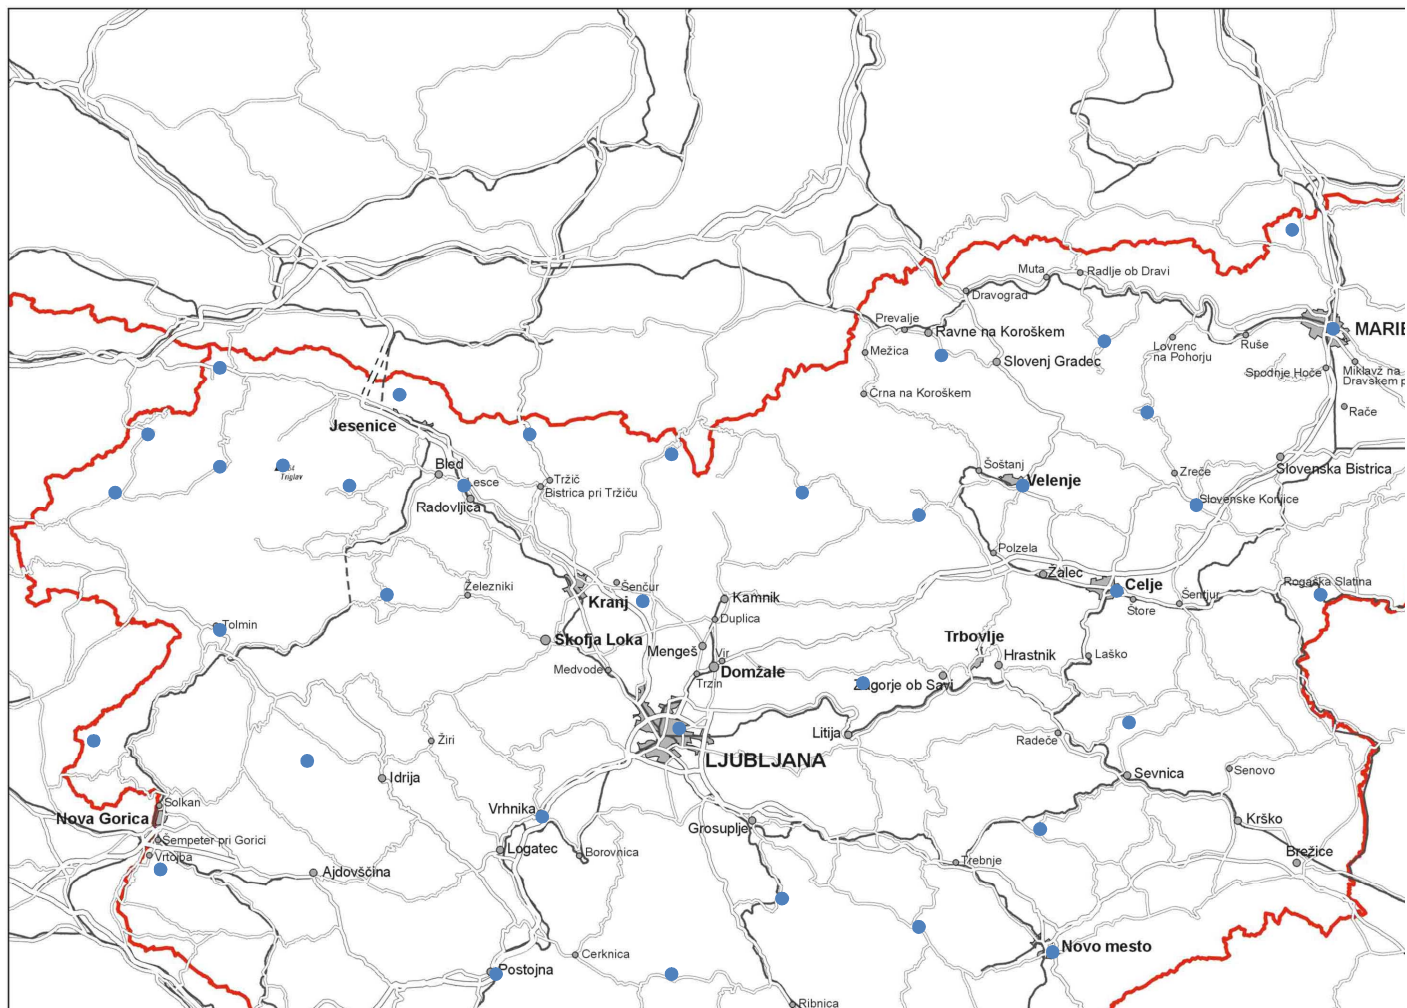 Muta
Radlje ob Dravi
Dravograd
Prevalje
Ravne na Koroškem
MARIB
Lovrenc
na Pohorju
Ruše
Mežica
Slovenj Gradec
Spodnje Hoče
Miklavž na
Dravskem p
Črna na Koroškem
Rače
Jesenice
Bled
Triglav
Lesce
Tržič
Bistrica pri Tržiču
Radovljica
Šoštanj
Velenje
Zreče
Slovenska Bistrica
Slovenske Konjice
Polzela
Žalec
Celje
Rogaška Slatina
Železniki
Šenčur
Kranj
Kamnik
Štore
Šentjur
Tolmin
Duplica
Škofja Loka
Mengeš
Vir
Trbovlje
Hrastnik
Laško
Medvode
Domžale
Trzin
Zagorje ob Savi
Žiri
Litija
Radeče
LJUBLJANA
Idrija
Sevnica
Senovo
Solkan
Nova Gorica
Vrhnika
Grosuplje
Krško
Šempeter pri Gorici
Vrtojba
Logatec
Borovnica
Trebnje
Brežice
Ajdovščina
Novo mesto
Cerknica
Postojna
Ribnica